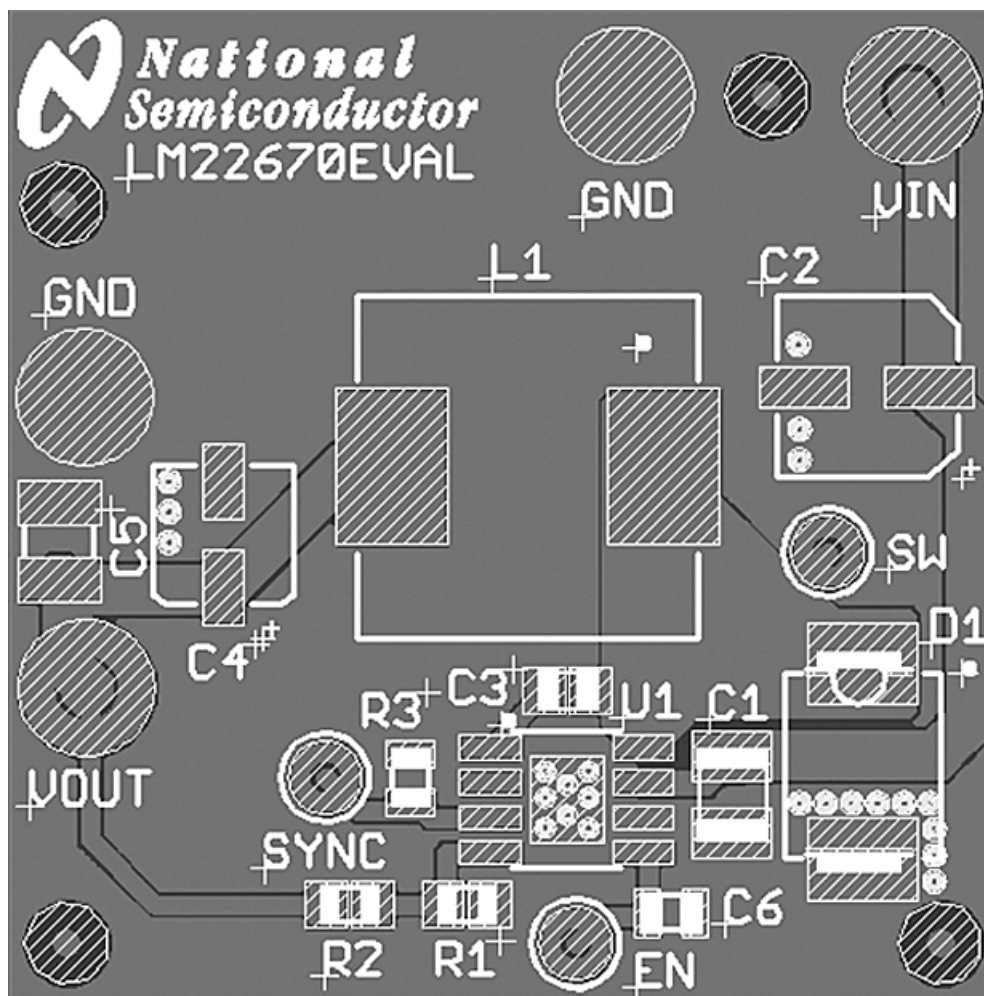 National
Semiconductor
LM22670EVAL
GND
VIN
L1
C2
GND
C5
SW
D1
C4
C3
U1
C1
R3
VOUT
SYNC
C6
R2
R1
EN